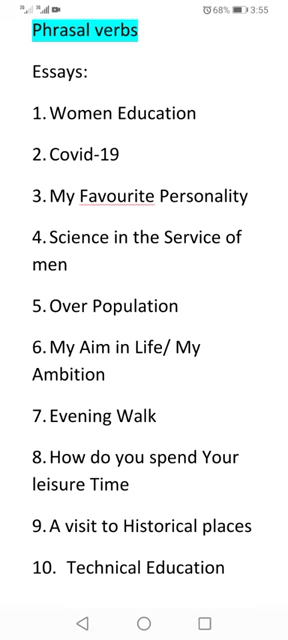 68% 3:55
Phrasal verbs
Essays:
1. Women Education
2. Covid-19
3. My Favourite Personality
4. Science in the Service of
men
5. Over Population
6. My Aim in Life/ My
Ambition
7. Evening Walk
8. How do you spend Your
leisure Time
9. A visit to Historical places
10. Technical Education